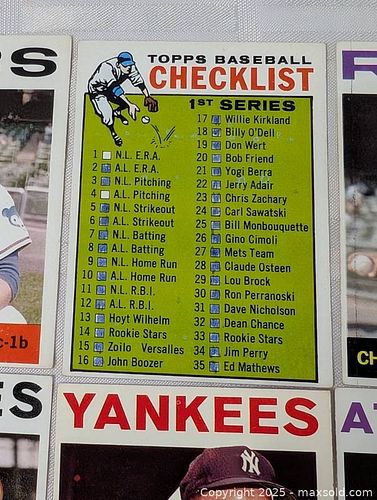 PS
TOPPS BASEBALL
CHECKLIST
1ST SERIES
1 N.L. E.R.A.
2 A.L. E.R.A.
3 N.L. Pitching
4 A.L. Pitching
5 N.L. Strikeout
6 A.L. Strikeout
7 N.L. Batting
8 A.L. Batting
9 N.L. Home Run
10 A.L. Home Run
11 N.L. R.B.I.
12 A.L. R.B.I.
13 Hoyt Wilhelm
14 Rookie Stars
15 Zoilo Versalles
16 John Boozer
17 Willie Kirkland
18 Billy O'Dell
19 Don Wert
20 Bob Friend
21 Yogi Berra
22 Jerry Adair
23 Chris Zachary
24 Carl Sawatski
25 Bill Monbouquette
26 Gino Cimoli
27 Mets Team
28 Claude Osteen
29 Lou Brock
30 Ron Perranoski
31 Dave Nicholson
32 Dean Chance
33 Rookie Stars
34 Jim Perry
35 Ed Mathews
R
c-1b
CH
ES
YANKEES
NY
AT
Copyright 2025 - maxsold.com